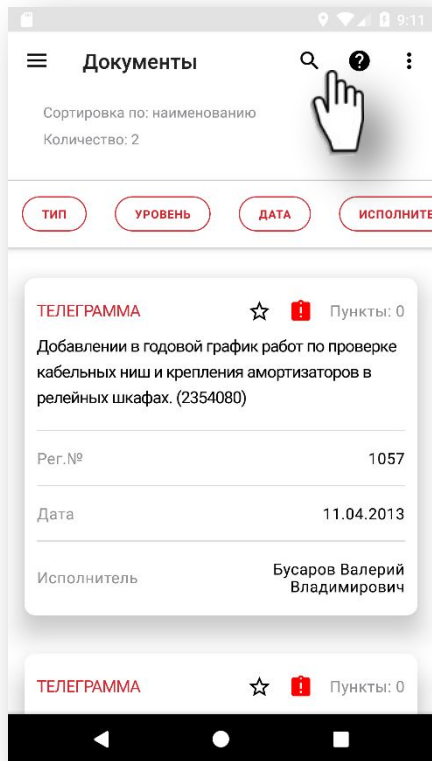 9:11
Документы
Сортировка по: наименованию
Количество: 2
ТИП УРОВЕНЬ ДАТА ИСПОЛНИТЕ
ТЕЛЕГРАММА Пункты: 0
Добавлении в годовой график работ по проверке
кабельных ниш и крепления амортизаторов в
релейных шкафах. (2354080)
Рег.№ 1057
Дата 11.04.2013
Исполнитель Бусаров Валерий
Владимирович
ТЕЛЕГРАММА Пункты: 0